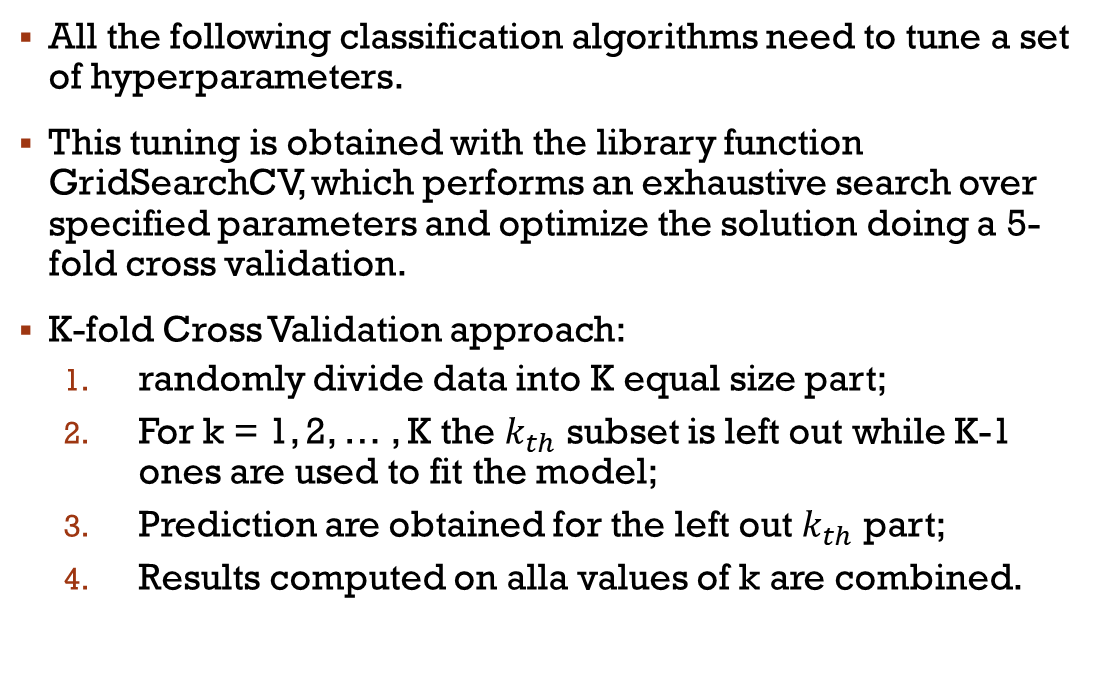 ▪ All the following classification algorithms need to tune a set
of hyperparameters.
▪ This tuning is obtained with the library function
GridSearchCV, which performs an exhaustive search over
specified parameters and optimize the solution doing a 5-
fold cross validation.
▪ K-fold Cross Validation approach:
1. randomly divide data into K equal size part;
2. For k = 1, 2, … , K the k_th subset is left out while K-1
ones are used to fit the model;
3. Prediction are obtained for the left out k_th part;
4. Results computed on alla values of k are combined.